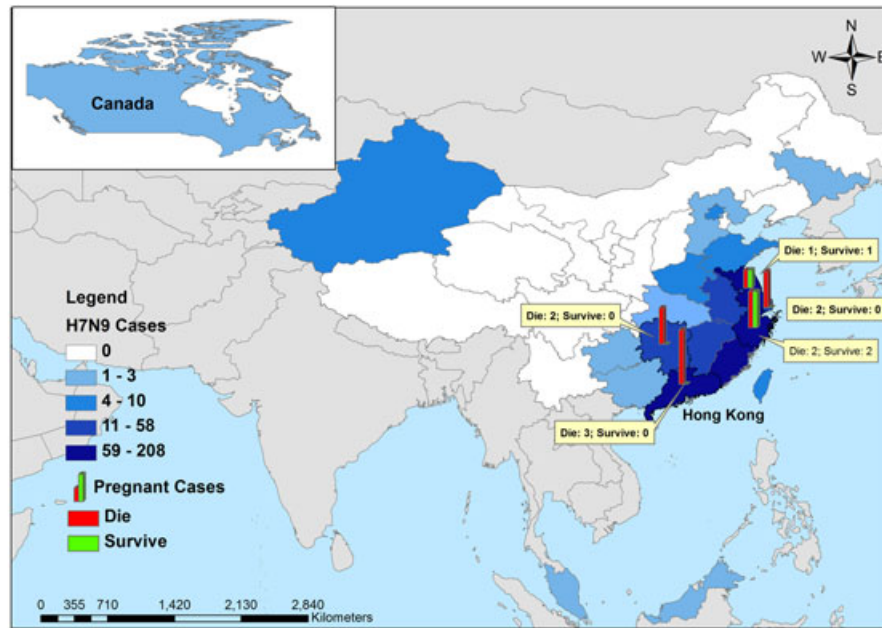 Canada
N
W E
S
Die: 1; Survive: 1
Die: 2; Survive: 0
Die: 2; Survive: 0
Die: 2; Survive: 2
Hong Kong
Die: 3; Survive: 0
Legend
H7N9 Cases
0
1 - 3
4 - 10
11 - 58
59 - 208
Pregnant Cases
Die
Survive
0 355 710 1,420 2,130 2,840
Kilometers